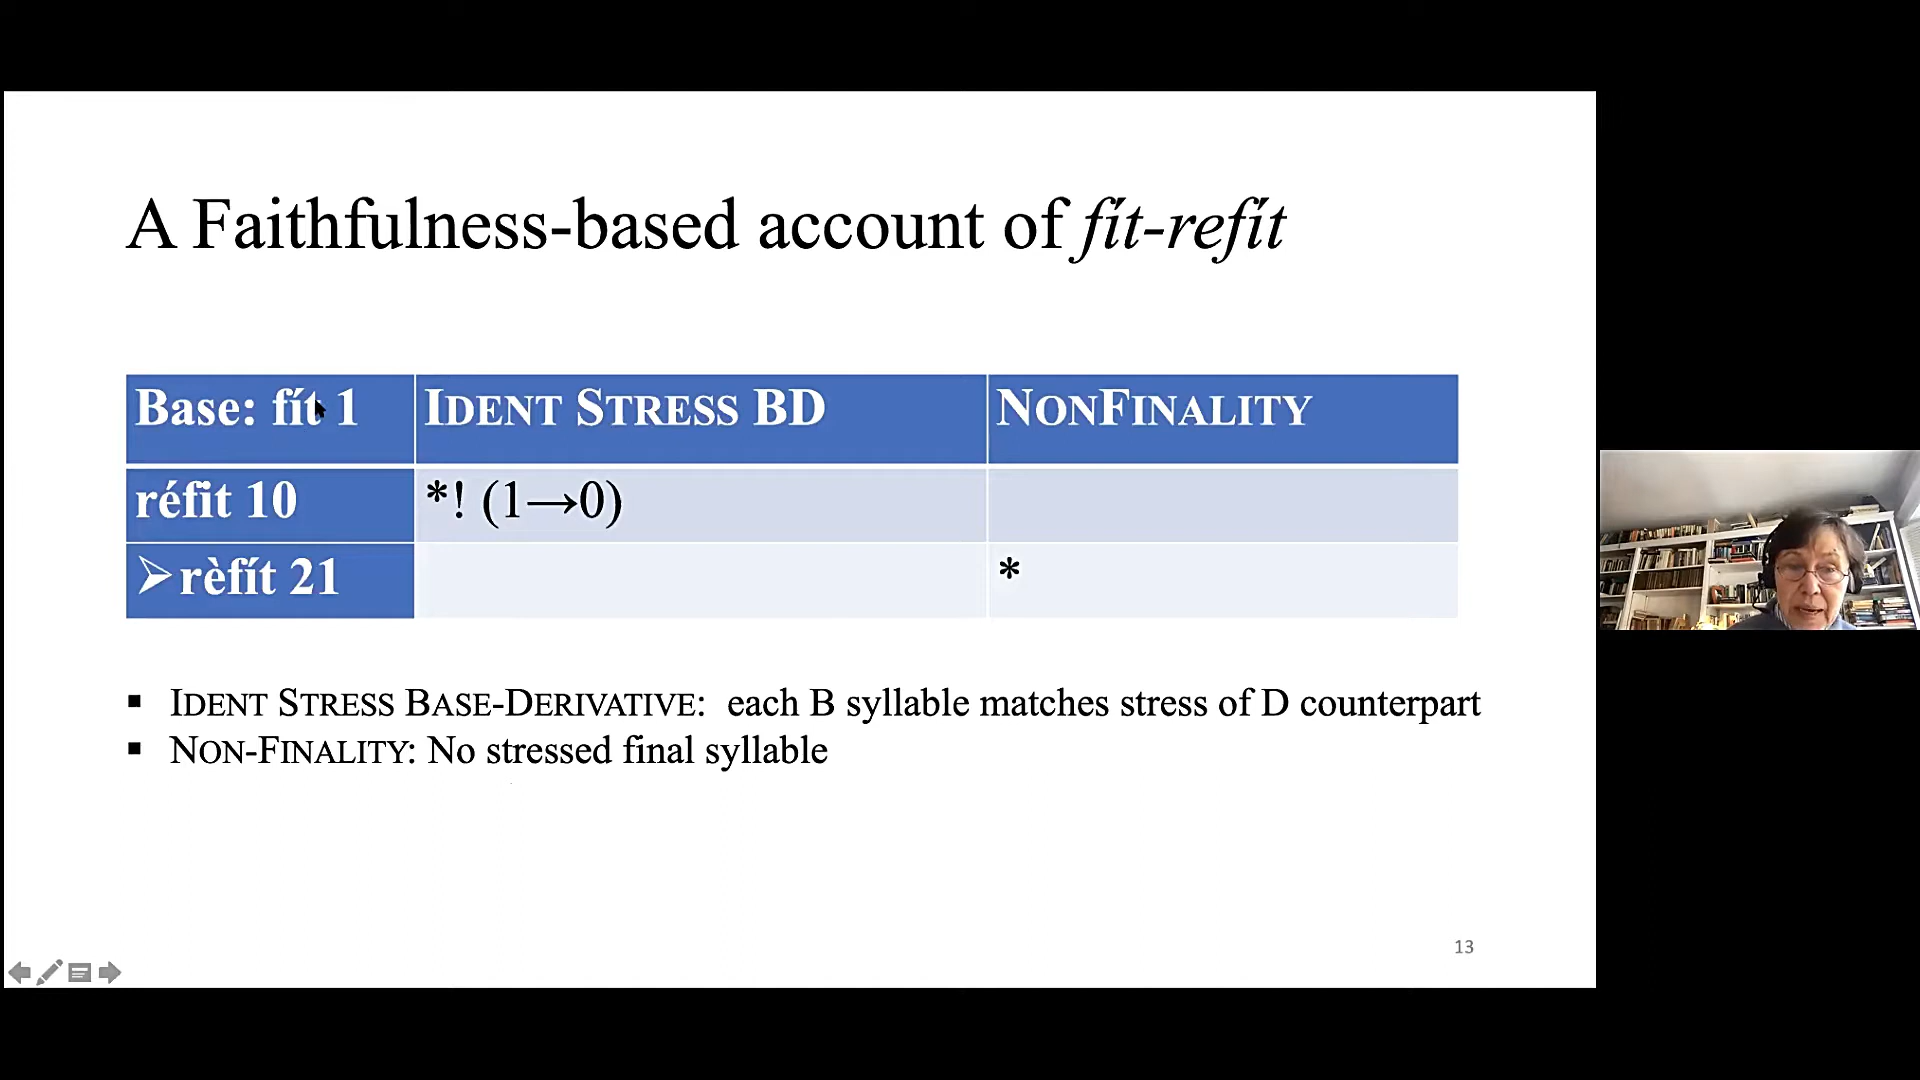 A Faithfulness-based account of fít-refít
Base: fít 1 IDENT STRESS BD NONFINALITY
réfit 10 *! (1→0)
➢rèfít 21 *
▪ IDENT STRESS BASE-DERIVATIVE: each B syllable matches stress of D counterpart
▪ NON-FINALITY: No stressed final syllable
13